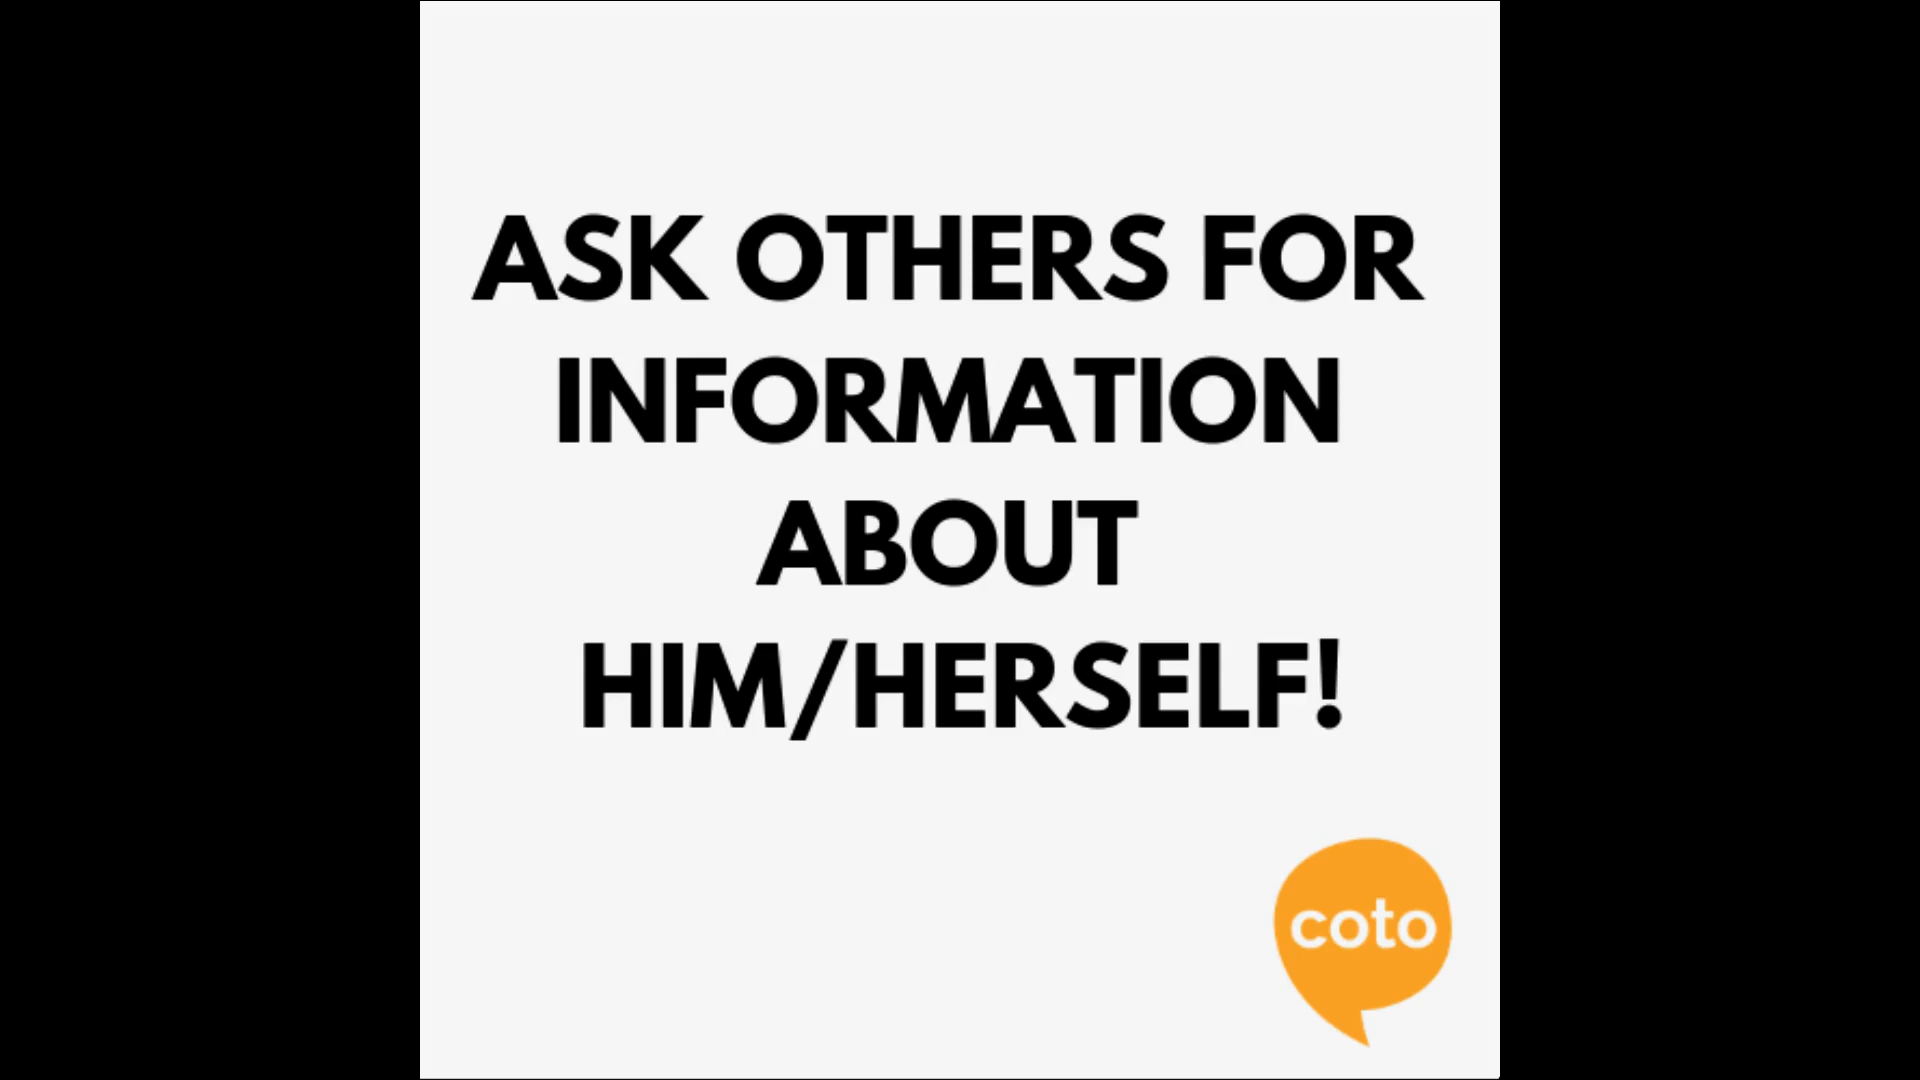 ASK OTHERS FOR
INFORMATION
ABOUT
HIM/HERSELF!
coto